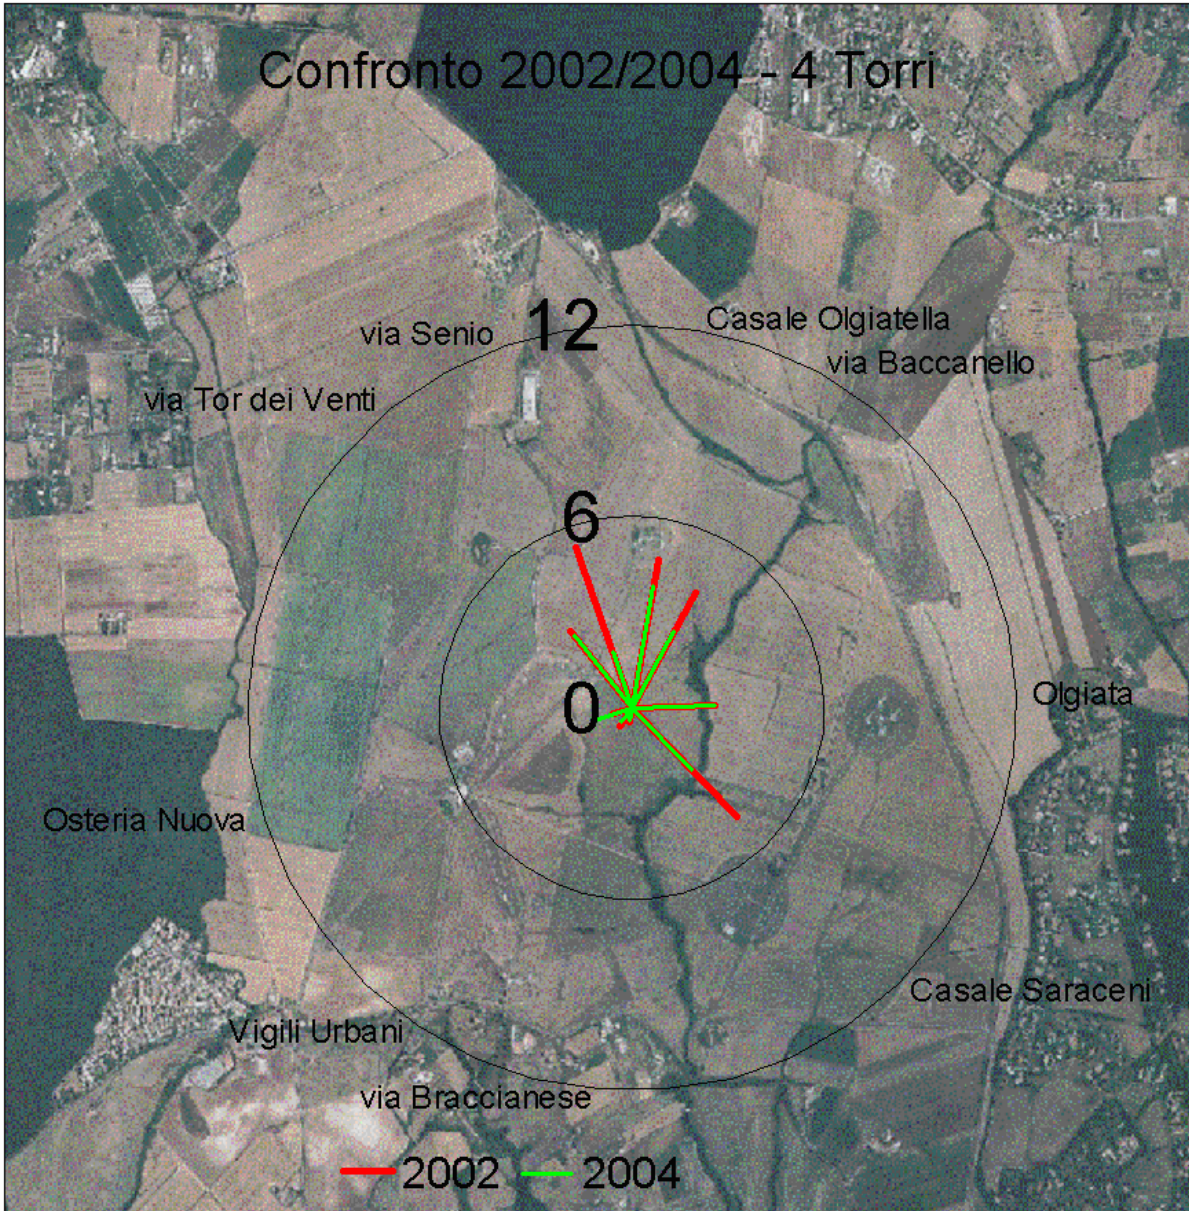 Confronto 2002/2004 - 4 Torri
12
via Senio
Casale Olgiatella
via Baccanello
via Tor dei Venti
6
0
Olgiata
Osteria Nuova
Casale Saraceni
Vigili Urbani
via Braccianese
2002 2004